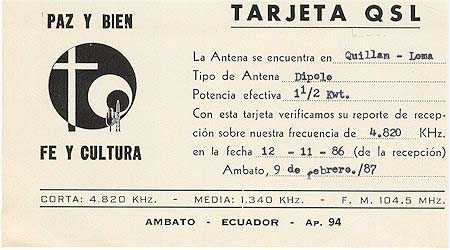 PAZ Y BIEN
FE Y CULTURA
TARJETA QSL
La Antena se encuentra en Quillan - Loma
Tipo de Antena Dipolo
Potencia efectiva 1 1/2 Kwt.
Con esta tarjeta verificamos su reporte de recep-
ción sobre nuestra frecuencia de 4.820 KHz.
en la fecha 12 - 11 - 86 (de la recepción)
Ambato, 9 de febrero./87
CORTA: 4.820 KHz. - MEDIA: 1.340 KHz. - F. M. 104.5 MHz.
AMBATO - ECUADOR - AP. 94